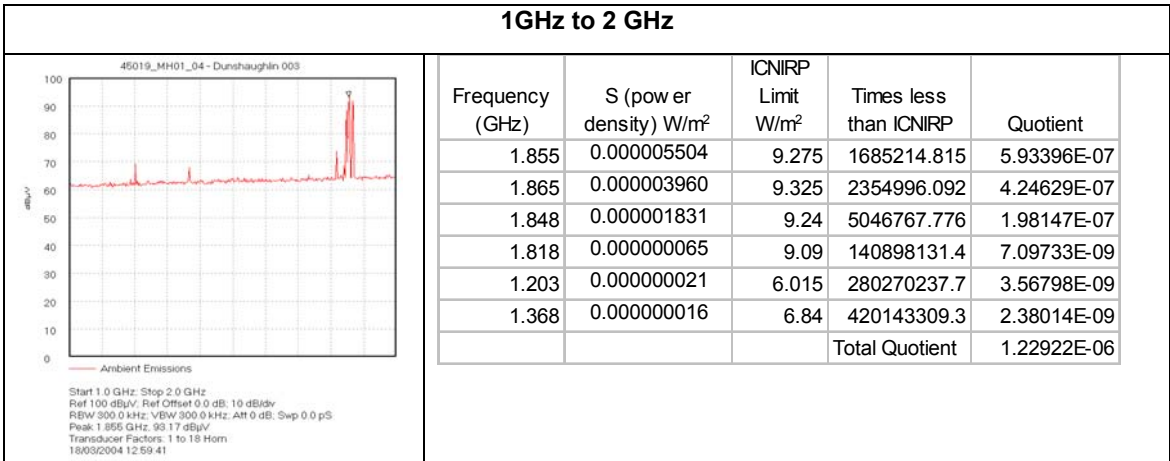 1GHz to 2 GHz
45019_MH01_04 - Dunshaughlin 003
100
90
80
70
60
50
40
30
20
10
0
dBµV
Ambient Emissions
Start 1.0 GHz; Stop 2.0 GHz
Ref 100 dBµV; Ref Offset 0.0 dB; 10 dB/div
RBW 300.0 kHz; VBW 300.0 kHz; Att 0 dB; Swp 0.0 pS
Peak 1.855 GHz, 93.17 dBµV
Transducer Factors: 1 to 18 Horn
18/03/2004 12:59:41
Frequency (GHz) S (pow er density) W/m² ICNIRP Limit W/m² Times less than ICNIRP Quotient
1.855 0.000005504 9.275 1685214.815 5.93396E-07
1.865 0.000003960 9.325 2354996.092 4.24629E-07
1.848 0.000001831 9.24 5046767.776 1.98147E-07
1.818 0.000000065 9.09 140898131.4 7.09733E-09
1.203 0.000000021 6.015 280270237.7 3.56798E-09
1.368 0.000000016 6.84 420143309.3 2.38014E-09
Total Quotient 1.22922E-06